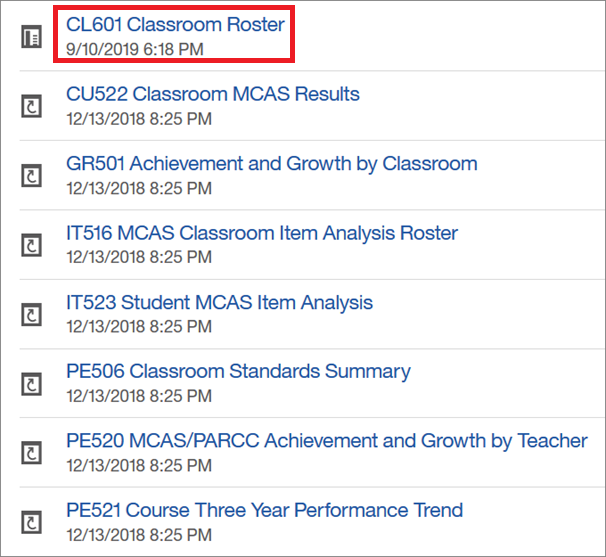 CL601 Classroom Roster
9/10/2019 6:18 PM
CU522 Classroom MCAS Results
12/13/2018 8:25 PM
GR501 Achievement and Growth by Classroom
12/13/2018 8:25 PM
IT516 MCAS Classroom Item Analysis Roster
12/13/2018 8:25 PM
IT523 Student MCAS Item Analysis
12/13/2018 8:25 PM
PE506 Classroom Standards Summary
12/13/2018 8:25 PM
PE520 MCAS/PARCC Achievement and Growth by Teacher
12/13/2018 8:25 PM
PE521 Course Three Year Performance Trend
12/13/2018 8:25 PM